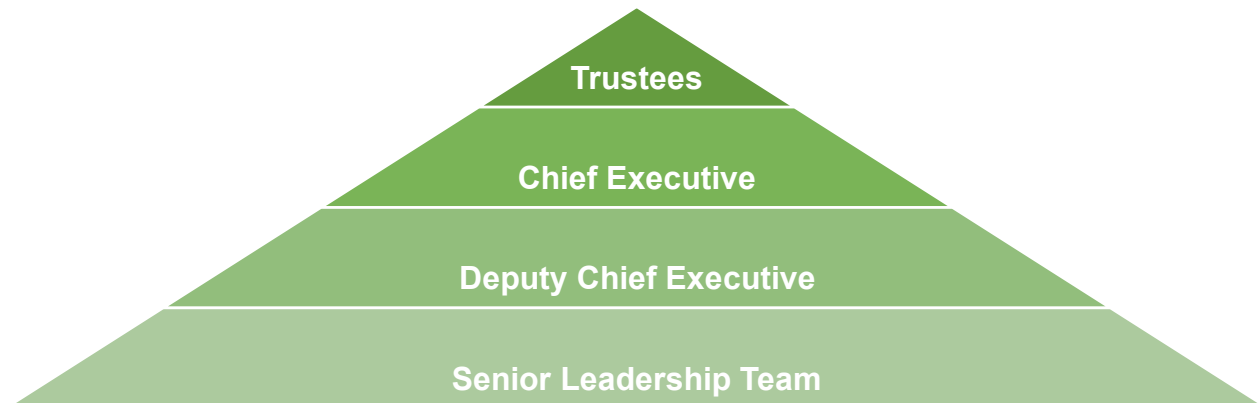 Trustees
Chief Executive
Deputy Chief Executive
Senior Leadership Team